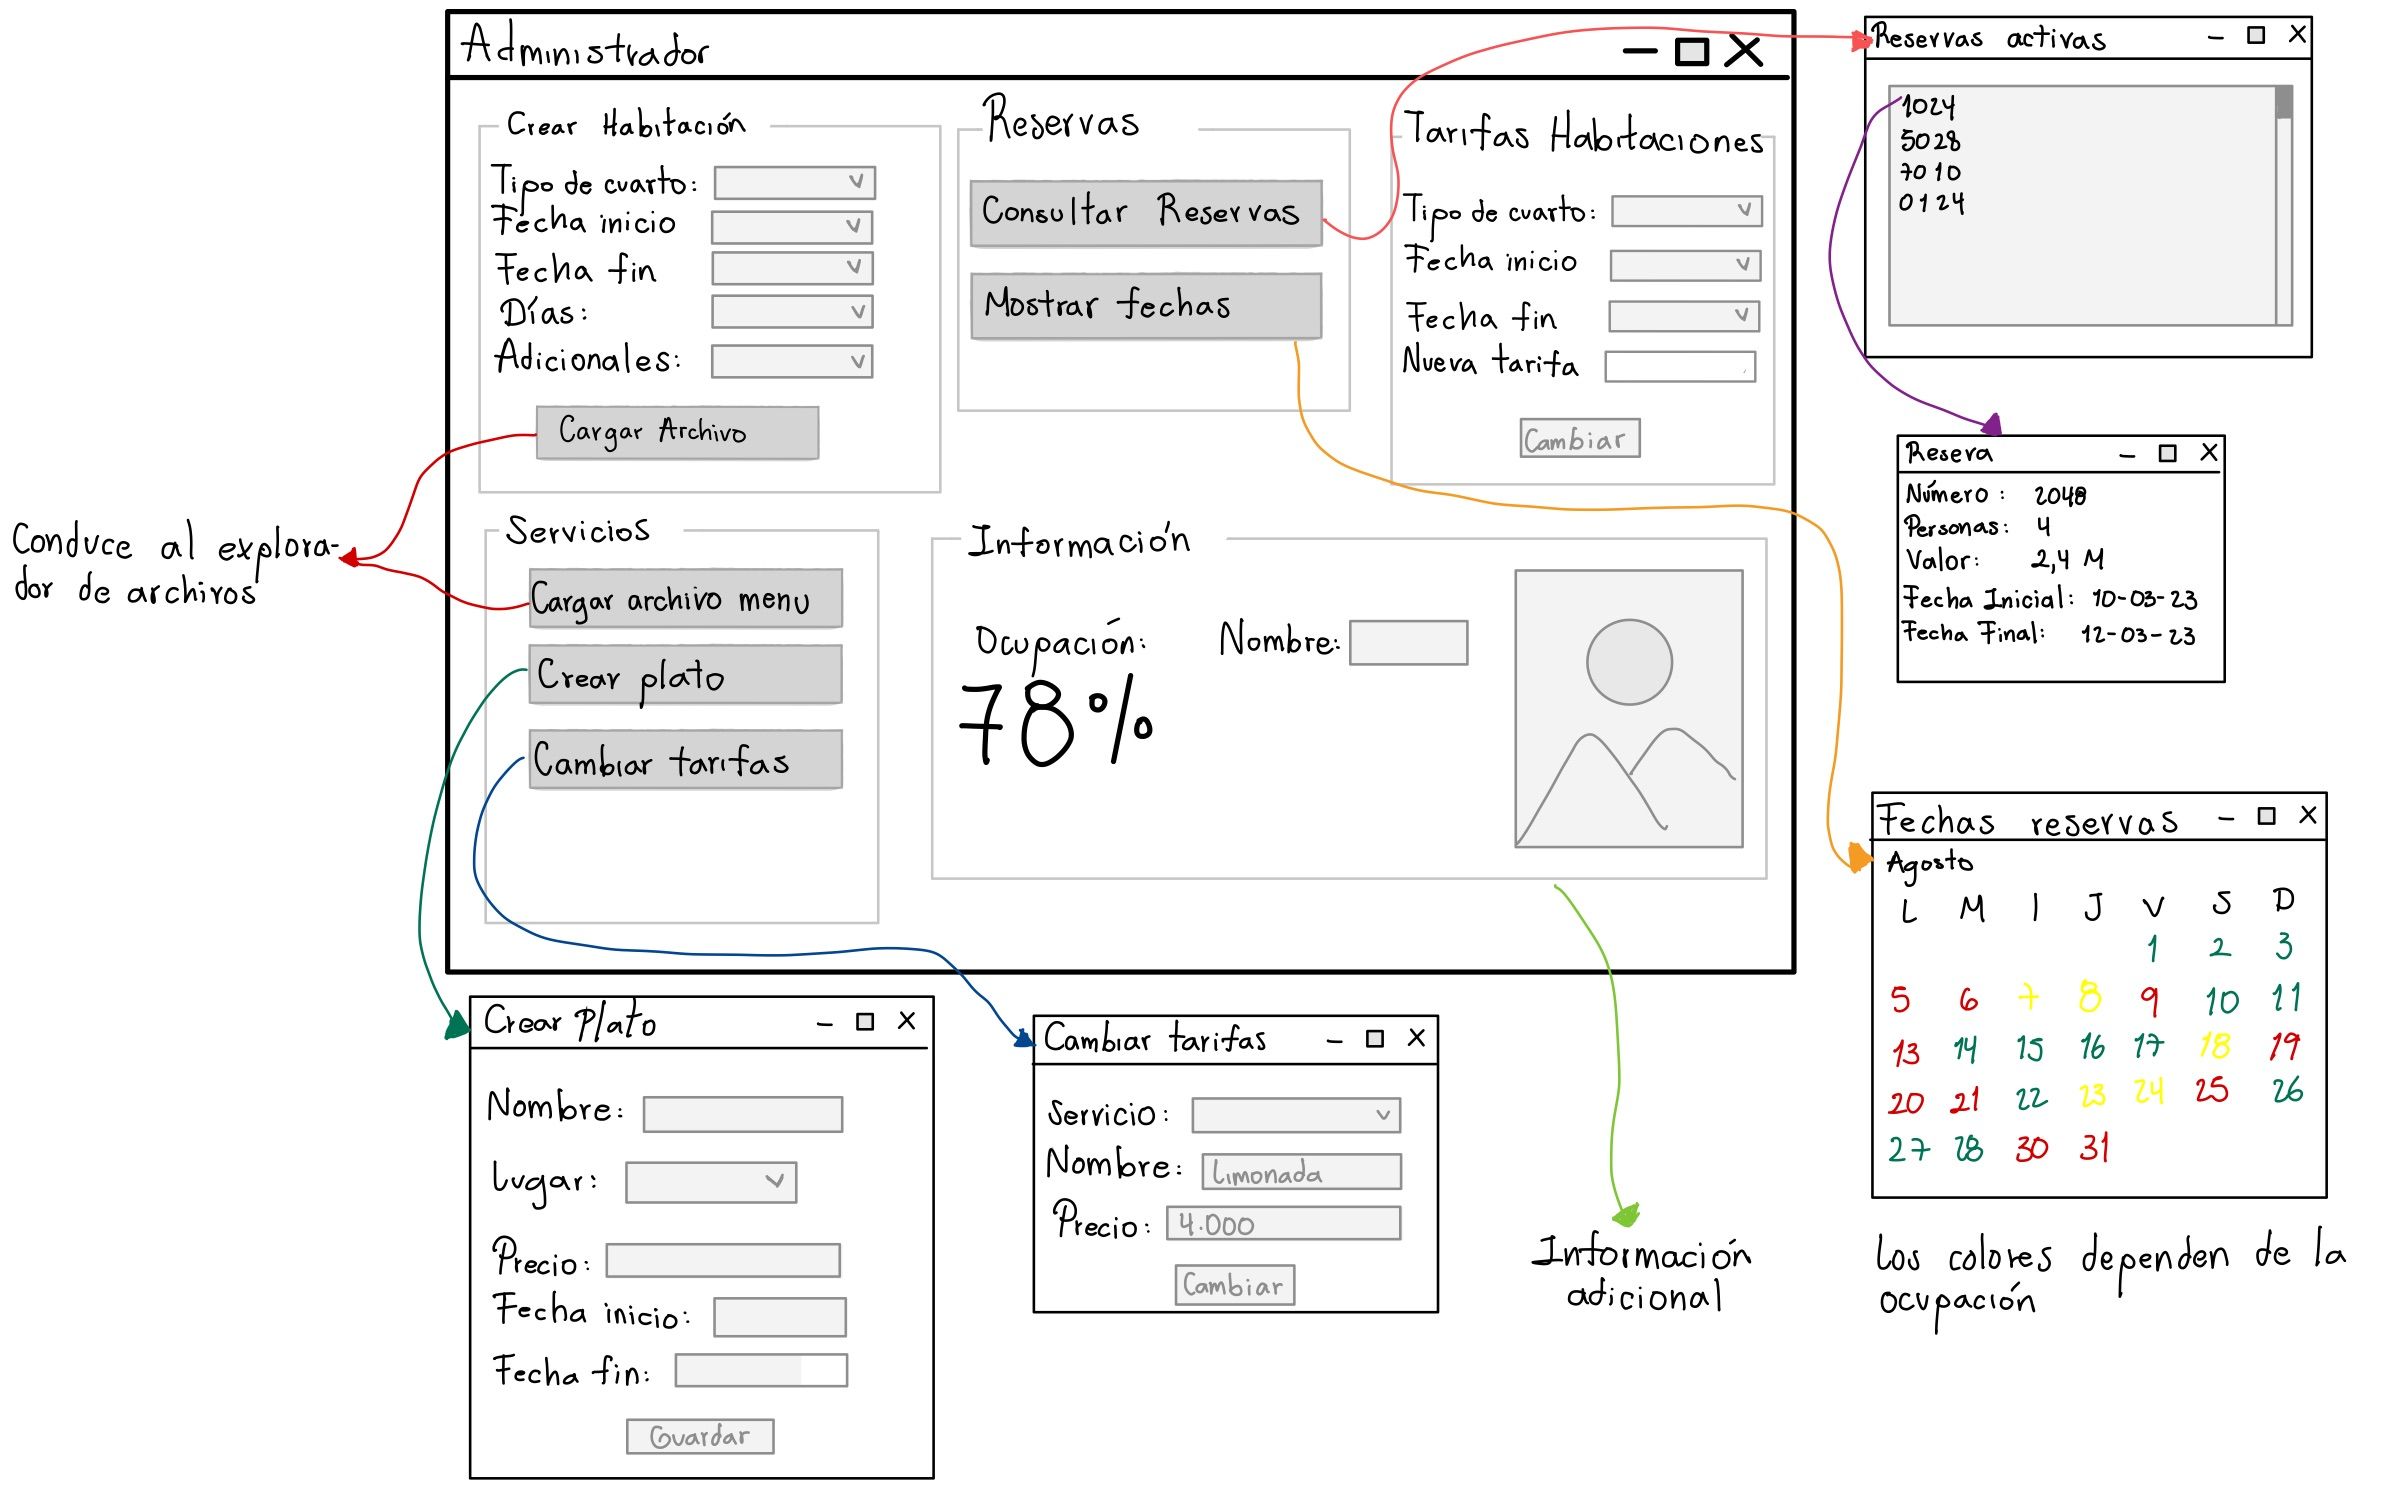 Administrador
Crear Habitación
Tipo de cuarto:
Fecha inicio
Fecha fin
Días:
Adicionales:
Cargar Archivo
Reservas
Consultar Reservas
Mostrar fechas
Tarifas Habitaciones
Tipo de cuarto:
Fecha inicio
Fecha fin
Nueva tarifa
Cambiar
Servicios
Cargar archivo menu
Crear plato
Cambiar tarifas
Información
Ocupación:
78%
Nombre:
Conduce al explora-
dor de archivos
Reservas activas
1024
5028
7010
0124
Reserva
Número: 2048
Personas: 4
Valor: 2,4 M
Fecha Inicial: 10-03-23
Fecha Final: 12-03-23
Fechas reservas
Agosto
L M I J V S D
1 2 3
5 6 7 8 9 10 11
13 14 15 16 17 18 19
20 21 22 23 24 25 26
27 28 30 31
Los colores dependen de la
ocupación
Crear Plato
Nombre:
Lugar:
Precio:
Fecha inicio:
Fecha fin:
Guardar
Cambiar tarifas
Servicio:
Nombre: Limonada
Precio: 4.000
Cambiar
Información
adicional